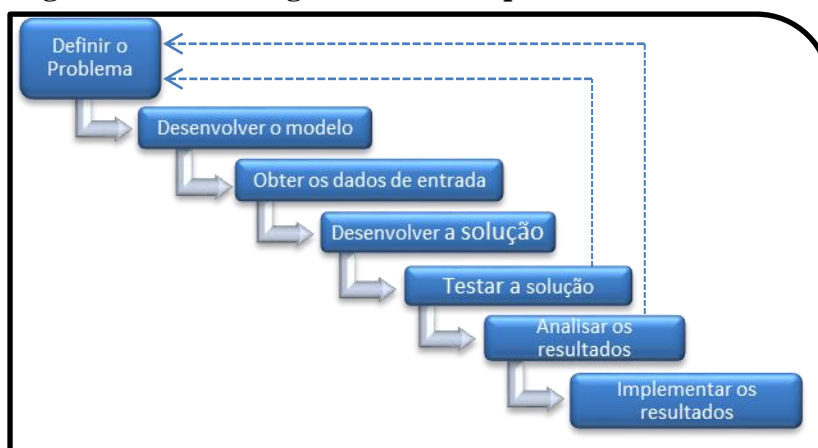 Definir o
Problema
Desenvolver o modelo
Obter os dados de entrada
Desenvolver a solução
Testar a solução
Analisar os
resultados
Implementar os
resultados